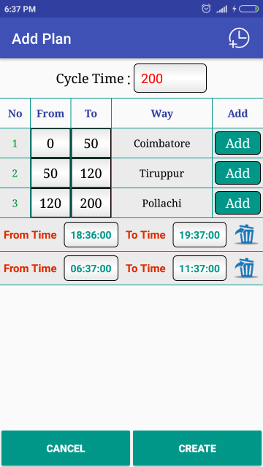 6:37 PM
Add Plan
Cycle Time : 200
No From To Way Add
1 0 50 Coimbatore Add
2 50 120 Tiruppur Add
3 120 200 Pollachi Add
From Time 18:36:00 To Time 19:37:00
From Time 06:37:00 To Time 11:37:00
CANCEL CREATE